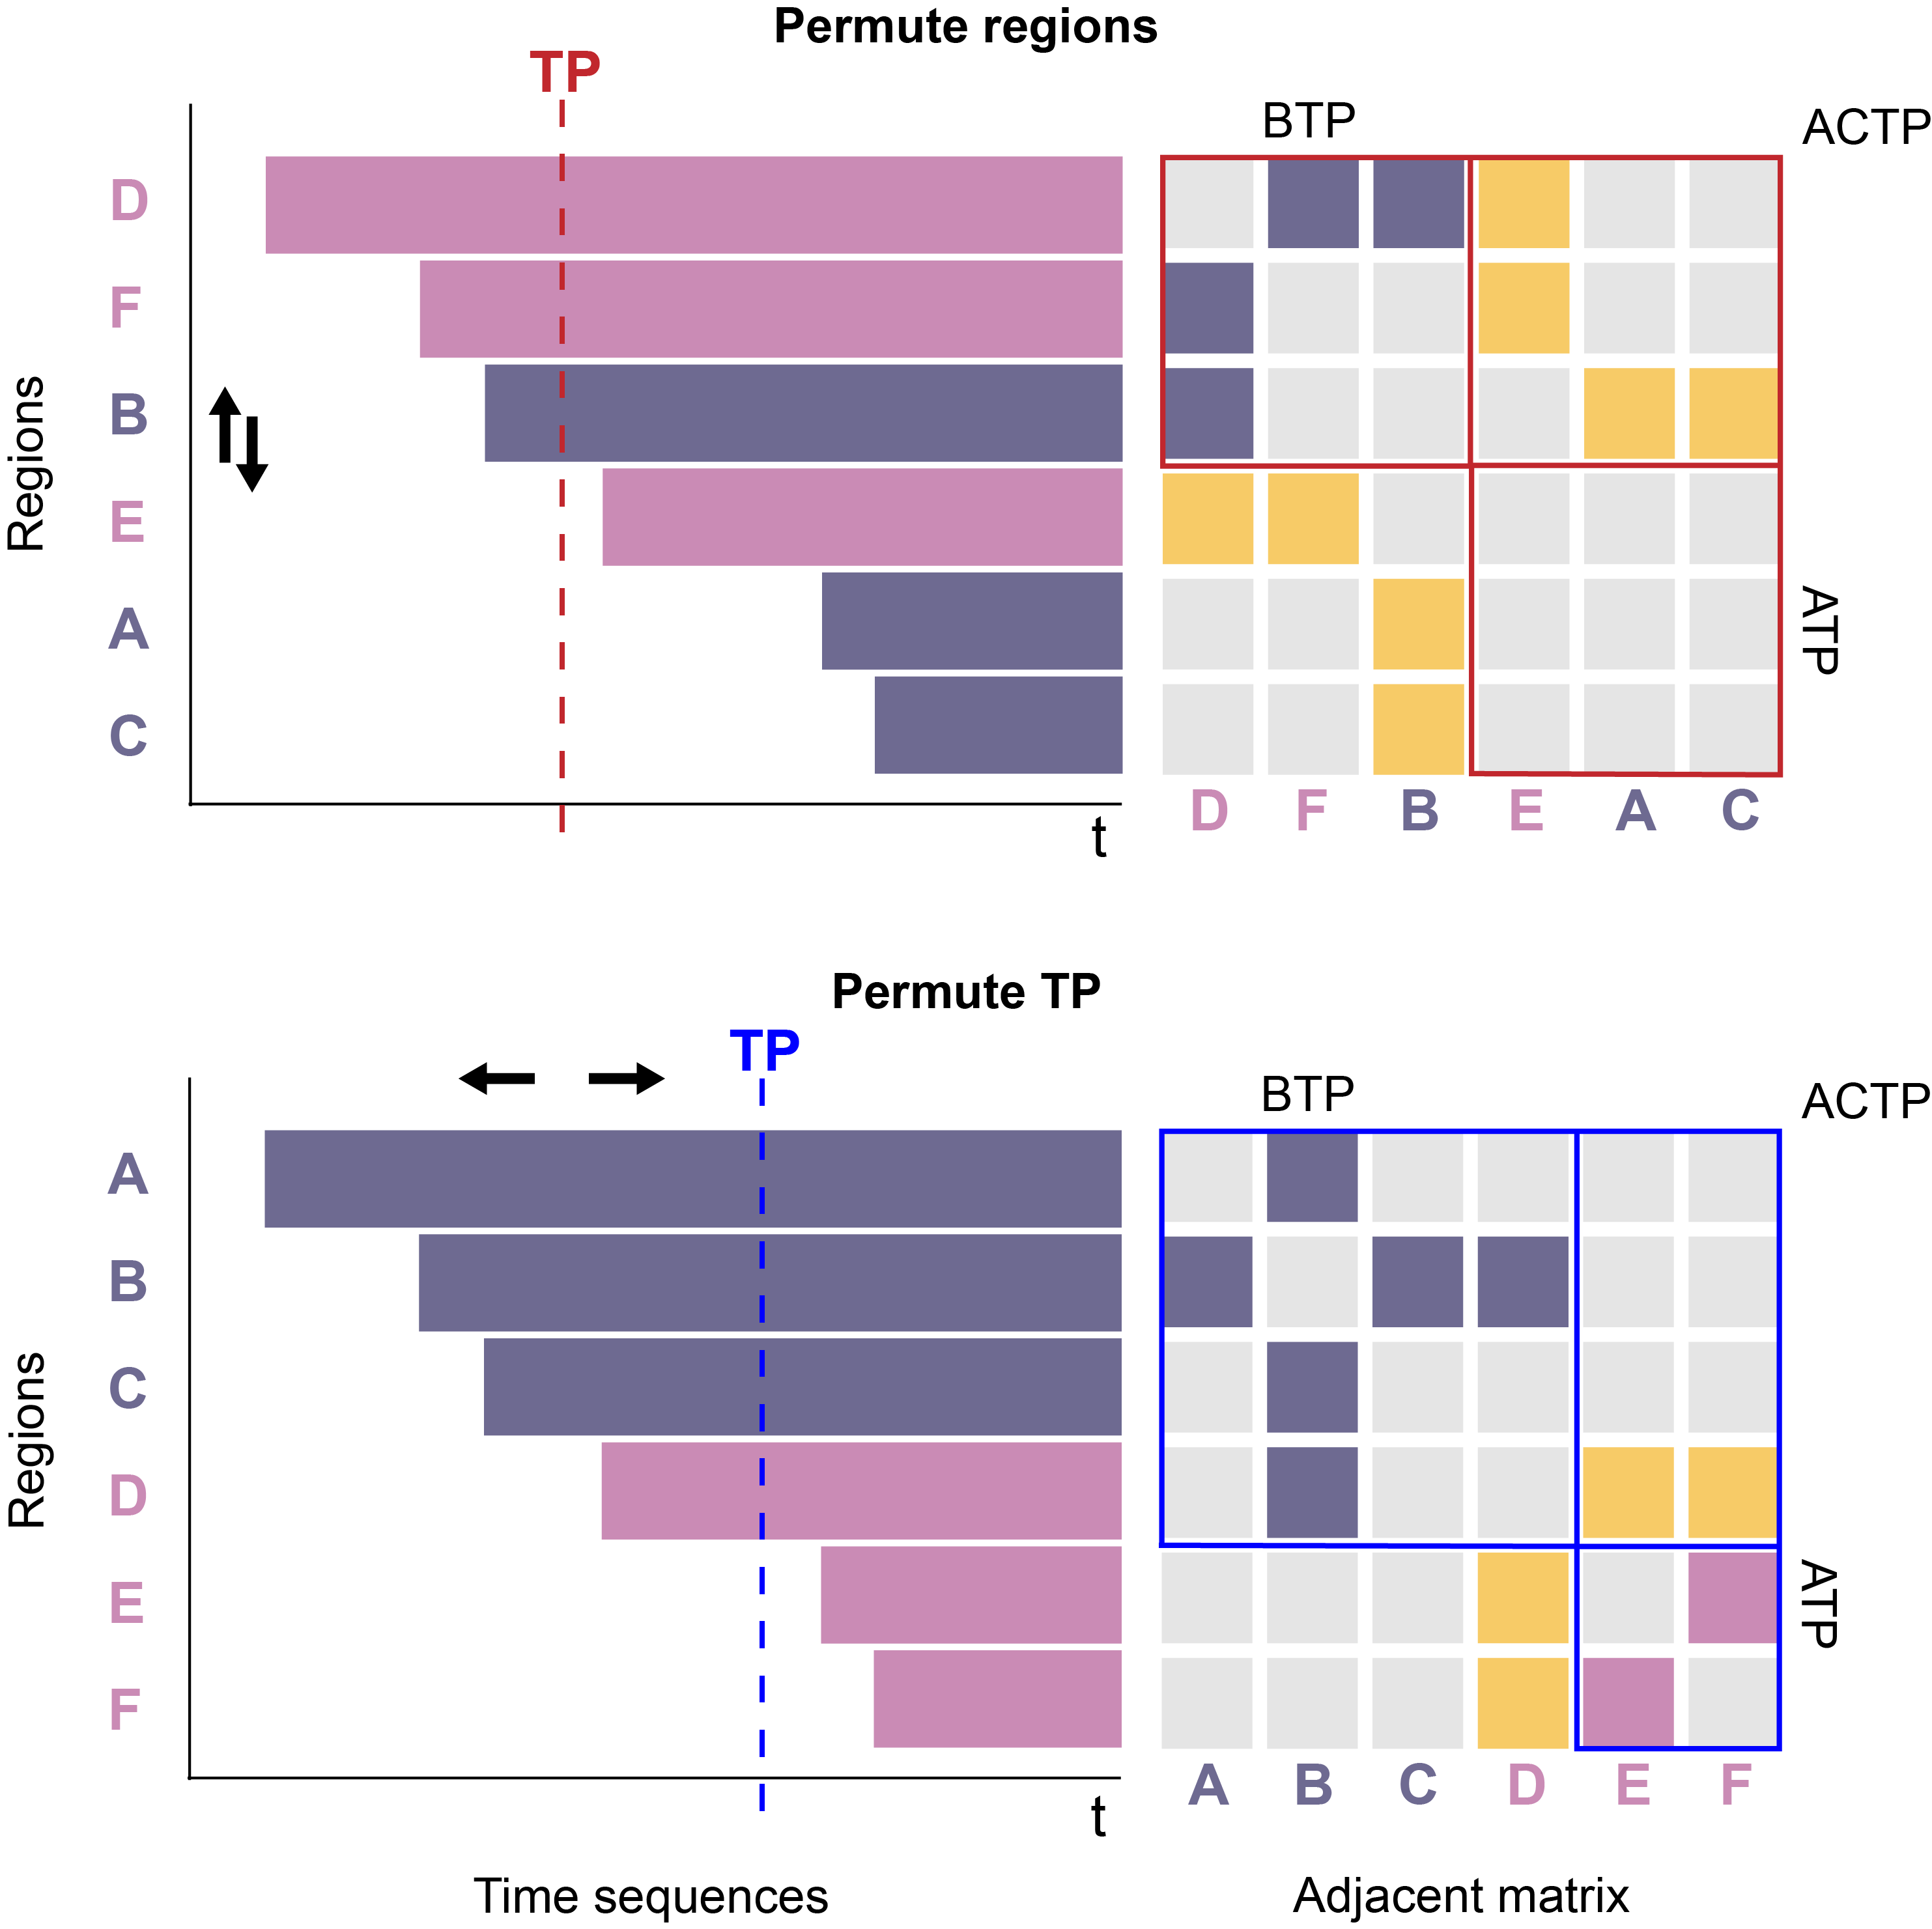 Permute regions
TP
BTP
ACTP
D
F
B
E
A
C
Regions
ATP
D F B E A C
t
Permute TP
TP
BTP
ACTP
A
B
C
D
E
F
Regions
ATP
A B C D E F
t
Time sequences
Adjacent matrix